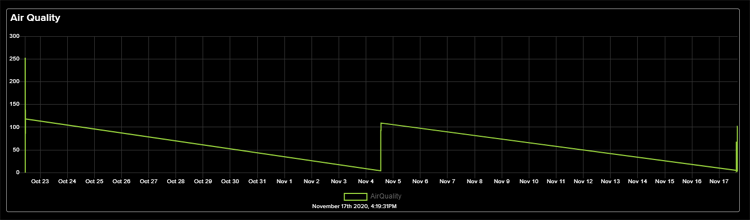 Air Quality
300
250
200
150
100
50
0
Oct 23 Oct 24 Oct 25 Oct 26 Oct 27 Oct 28 Oct 29 Oct 30 Oct 31 Nov 1 Nov 2 Nov 3 Nov 4 Nov 5 Nov 6 Nov 7 Nov 8 Nov 9 Nov 10 Nov 11 Nov 12 Nov 13 Nov 14 Nov 15 Nov 16 Nov 17
AirQuality
November 17th 2020, 4:19:31PM